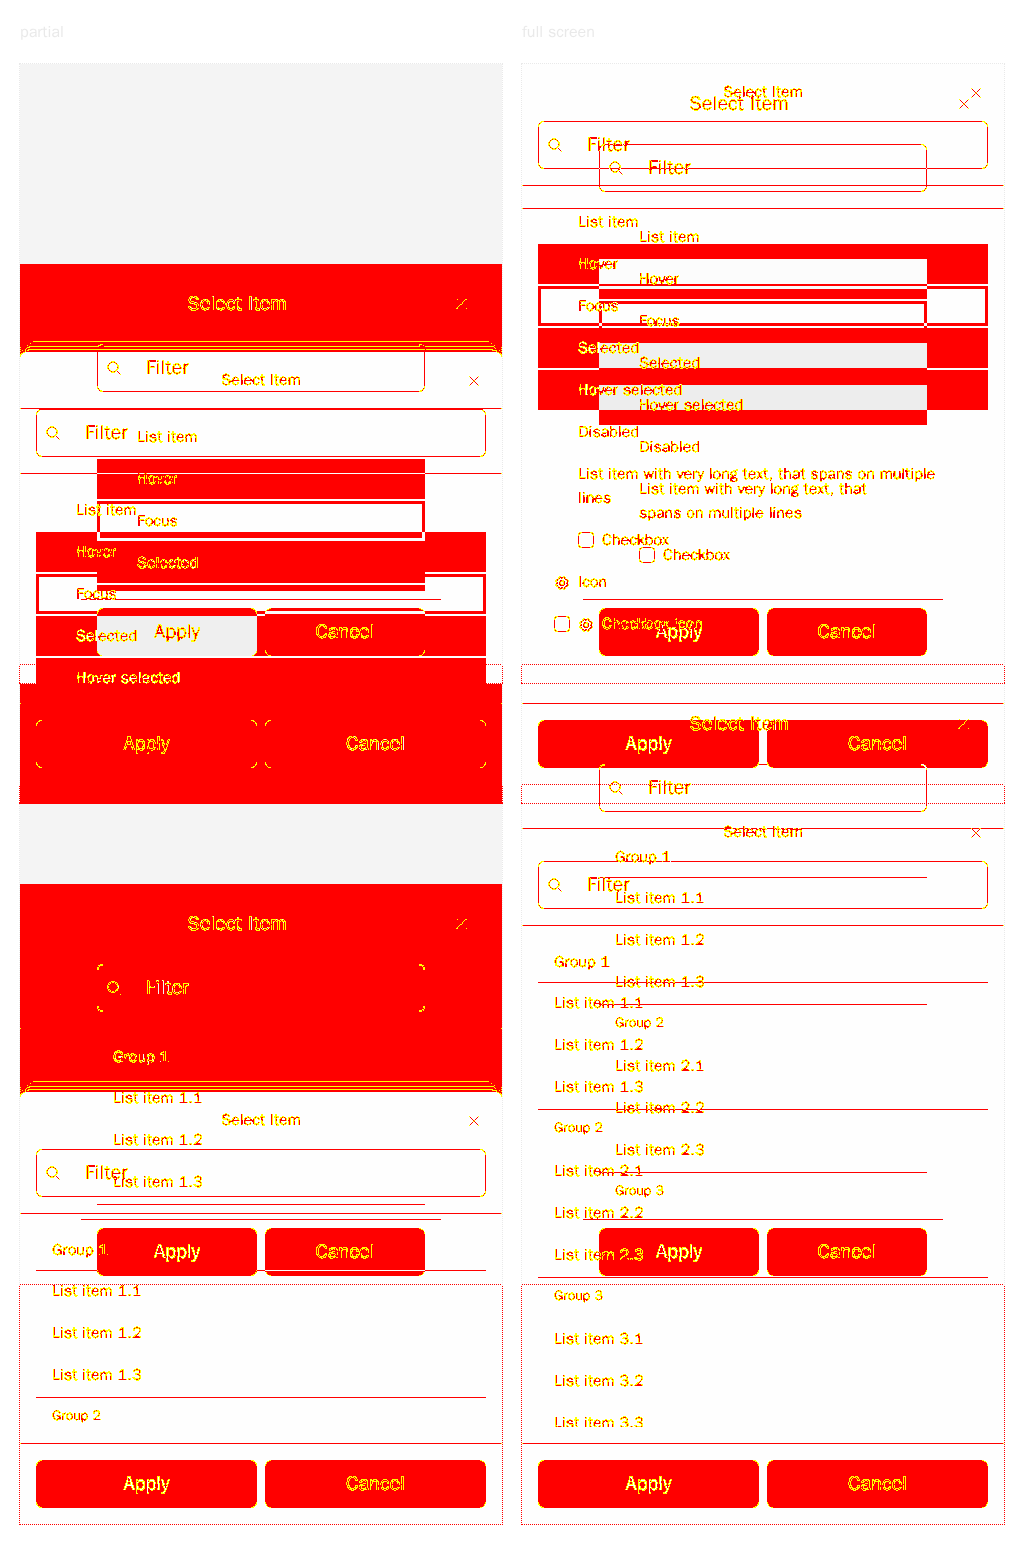 partial
full screen
Select Item
Select Item
Filter
Filter
List item
List item
Hover
Hover
Focus
Focus
Selected
Selected
Hover selected
Hover selected
Disabled
Disabled
List item with very long text, that spans on multiple
lines
List item with very long text, that
spans on multiple lines
Checkbox
Checkbox
Icon
Checkbox icon
Apply
Cancel
Apply
Cancel
Select Item
Filter
Select Item
Filter
List item
Hover
Focus
List item
Selected
Hover
Focus
Apply
Cancel
Selected
Hover selected
Apply
Cancel
Select Item
Filter
Group 1
List item 1.1
List item 1.2
List item 1.3
Select Item
Filter
Apply
Cancel
Group 1
List item 1.1
List item 1.2
List item 1.3
Group 2
Apply
Cancel
Select Item
Filter
Select Item
Filter
Group 1
List item 1.1
List item 1.2
List item 1.3
Group 2
List item 2.1
List item 2.2
List item 2.3
Group 3
Apply
Cancel
Group 1
List item 1.1
List item 1.2
List item 1.3
Group 2
List item 2.1
List item 2.2
List item 2.3
Group 3
List item 3.1
List item 3.2
List item 3.3
Apply
Cancel